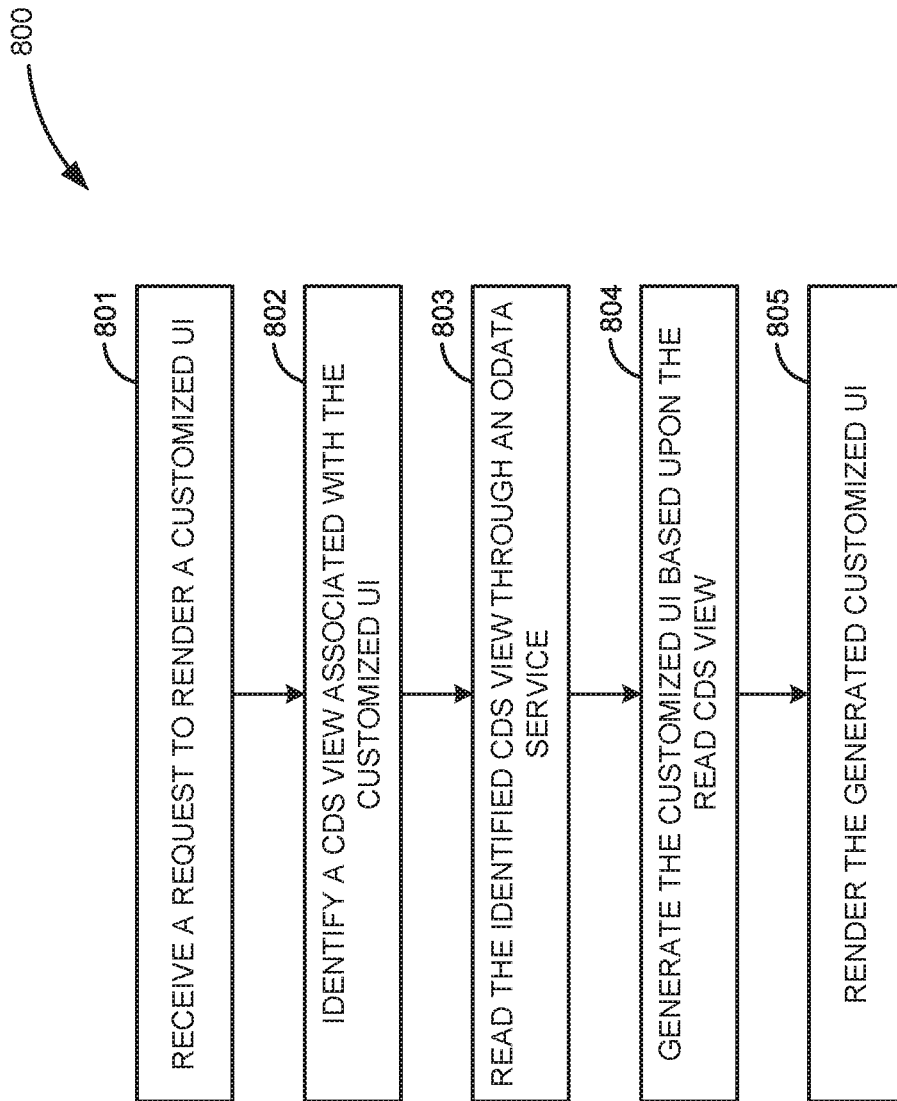 800
801
RECEIVE A REQUEST TO RENDER A CUSTOMIZED UI
802
IDENTIFY A CDS VIEW ASSOCIATED WITH THE
CUSTOMIZED UI
803
READ THE IDENTIFIED CDS VIEW THROUGH AN ODATA
SERVICE
804
GENERATE THE CUSTOMIZED UI BASED UPON THE
READ CDS VIEW
805
RENDER THE GENERATED CUSTOMIZED UI